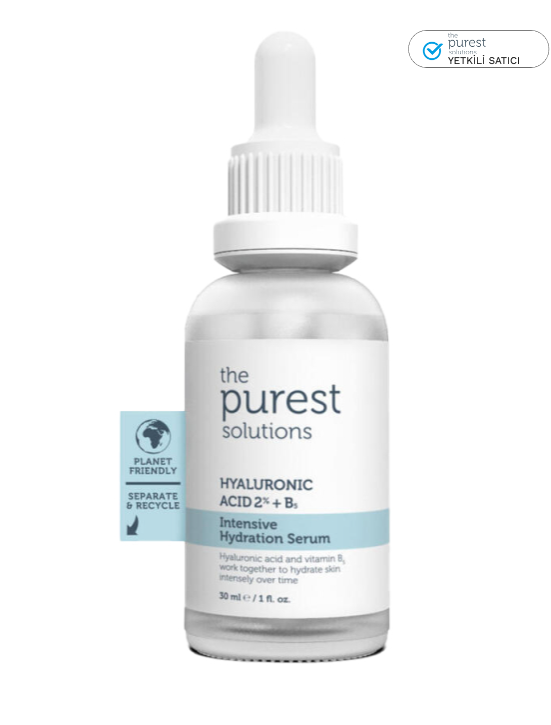 the
purest
solutions
YETKİLİ SATICI
the
purest
solutions
HYALURONIC
ACID 2% + B5
Intensive
Hydration Serum
Hyaluronic acid and vitamin B5
work together to hydrate skin
intensely over time
30 ml ℮ / 1 fl. oz.
PLANET
FRIENDLY
SEPARATE
& RECYCLE